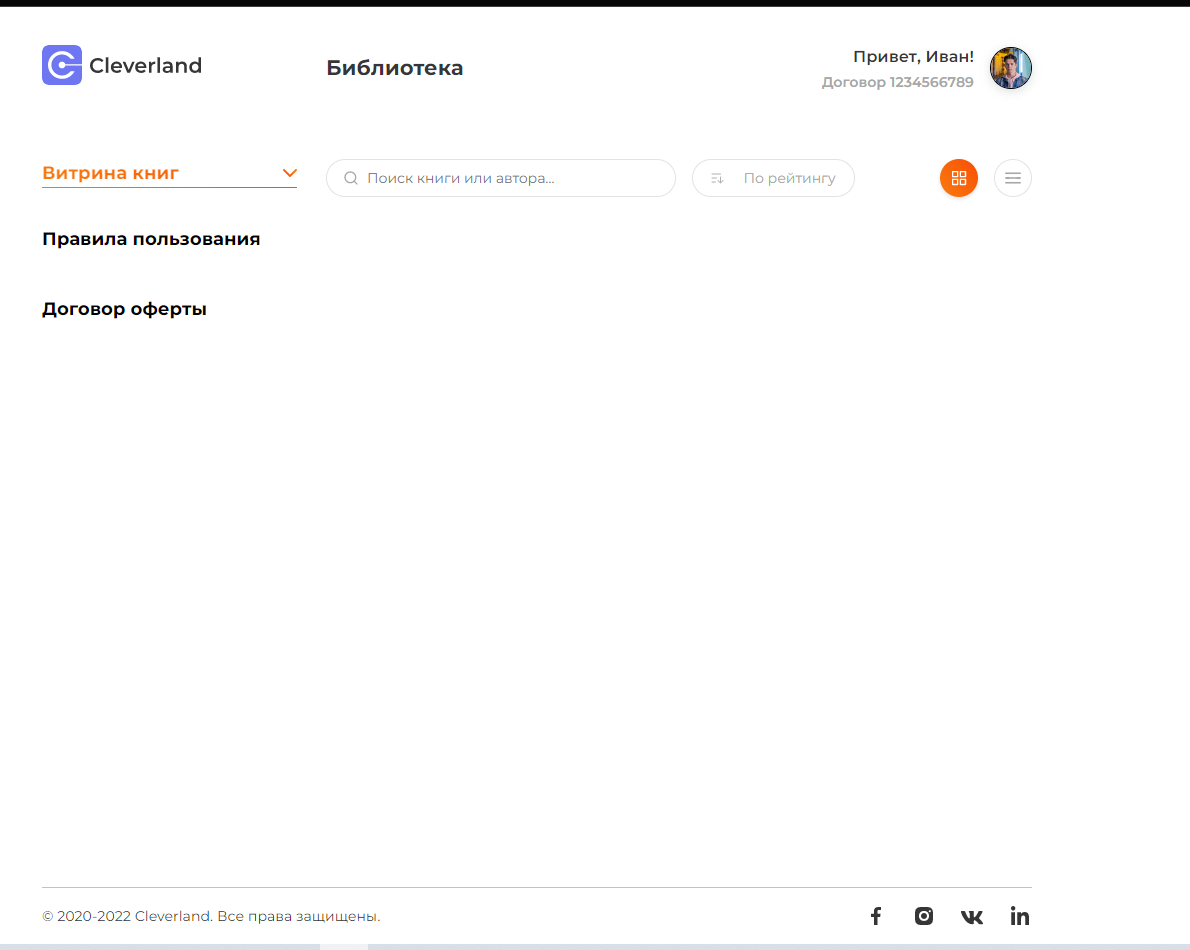 Cleverland
Библиотека
Привет, Иван!
Договор 1234566789
Витрина книг
Поиск книги или автора...
По рейтингу
Правила пользования
Договор оферты
© 2020-2022 Cleverland. Все права защищены.